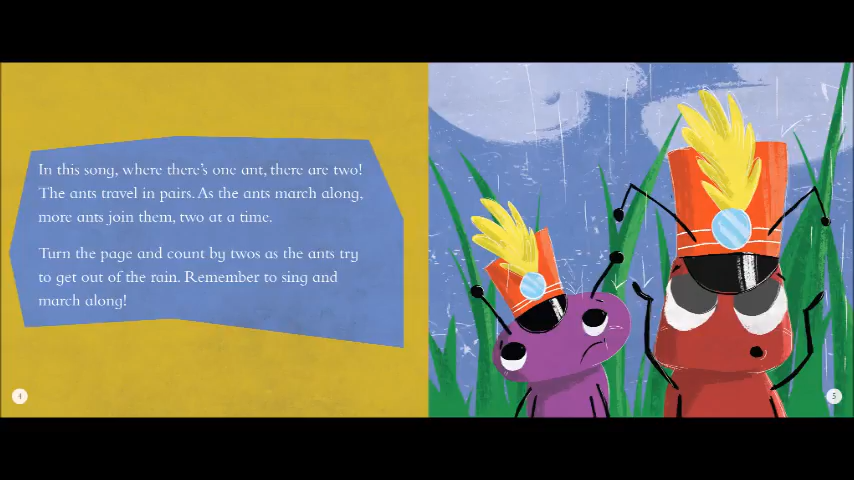 In this song, where there's one ant, there are two!
The ants travel in pairs. As the ants march along,
more ants join them, two at a time.
Turn the page and count by twos as the ants try
to get out of the rain. Remember to sing and
march along!
4
5